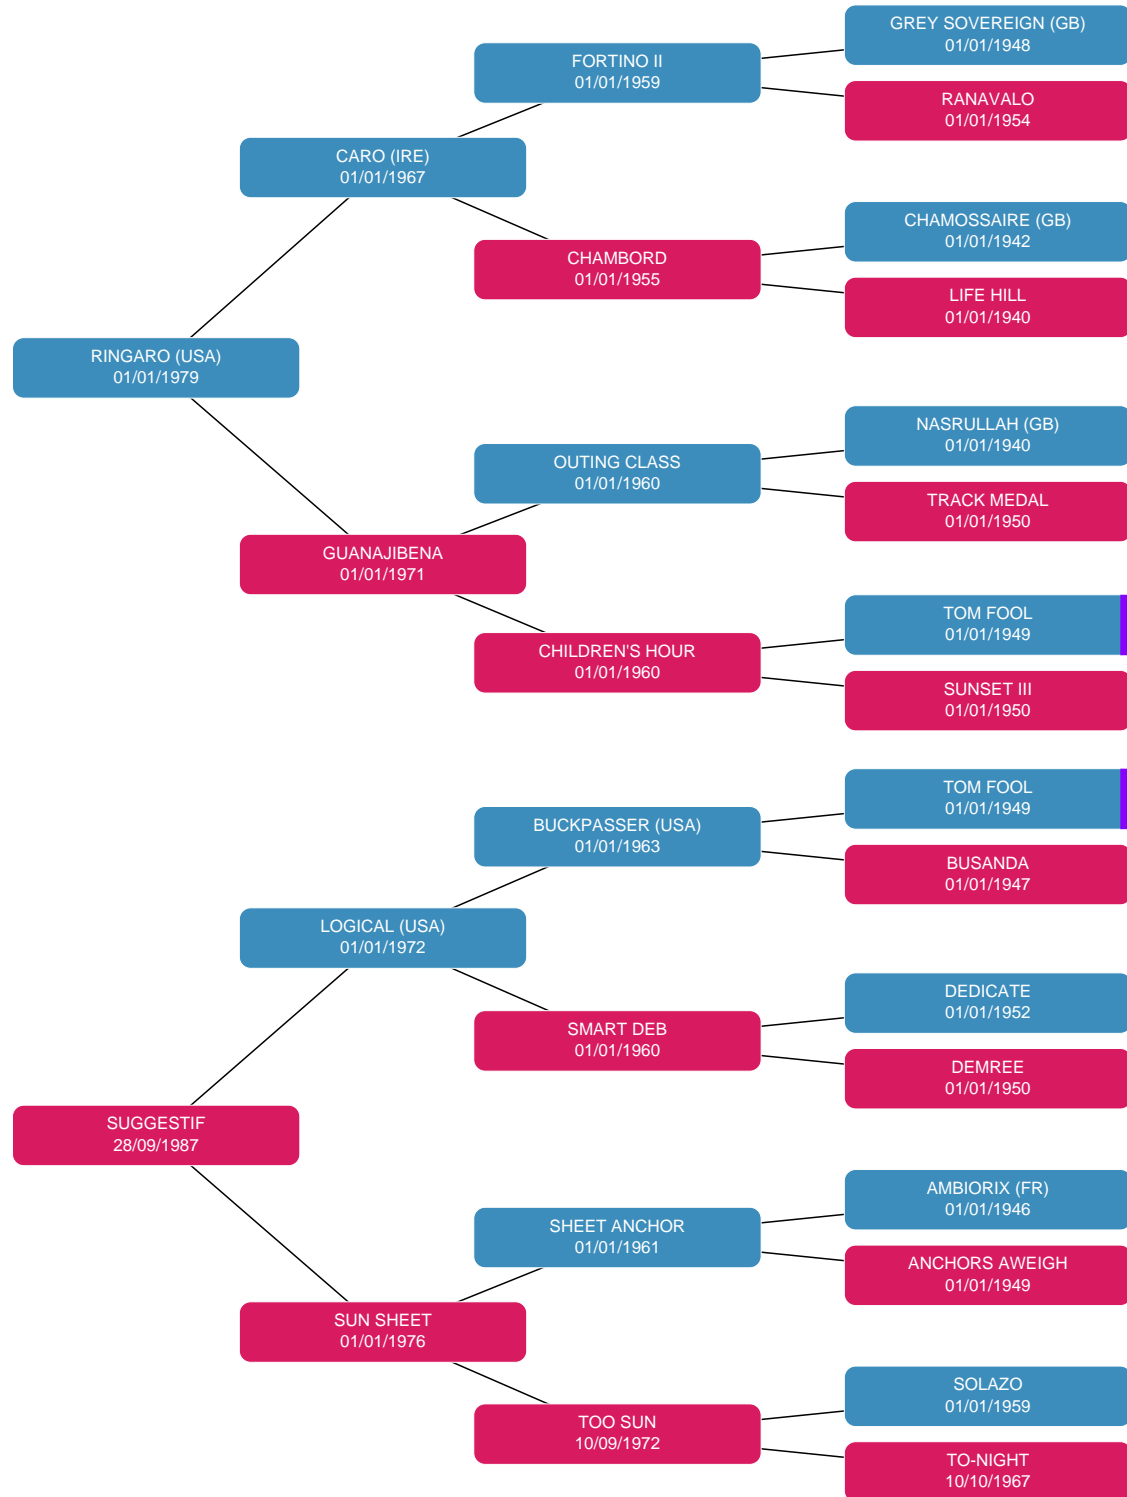 GREY SOVEREIGN (GB)
01/01/1948
FORTINO II
01/01/1959
RANAVALO
01/01/1954
CARO (IRE)
01/01/1967
CHAMOSSAIRE (GB)
01/01/1942
CHAMBORD
01/01/1955
LIFE HILL
01/01/1940
RINGARO (USA)
01/01/1979
NASRULLAH (GB)
01/01/1940
OUTING CLASS
01/01/1960
TRACK MEDAL
01/01/1950
GUANAJIBENA
01/01/1971
TOM FOOL
01/01/1949
CHILDREN'S HOUR
01/01/1960
SUNSET III
01/01/1950
TOM FOOL
01/01/1949
BUCKPASSER (USA)
01/01/1963
BUSANDA
01/01/1947
LOGICAL (USA)
01/01/1972
DEDICATE
01/01/1952
SMART DEB
01/01/1960
DEMREE
01/01/1950
SUGGESTIF
28/09/1987
AMBIORIX (FR)
01/01/1946
SHEET ANCHOR
01/01/1961
ANCHORS AWEIGH
01/01/1949
SUN SHEET
01/01/1976
SOLAZO
01/01/1959
TOO SUN
10/09/1972
TO-NIGHT
10/10/1967